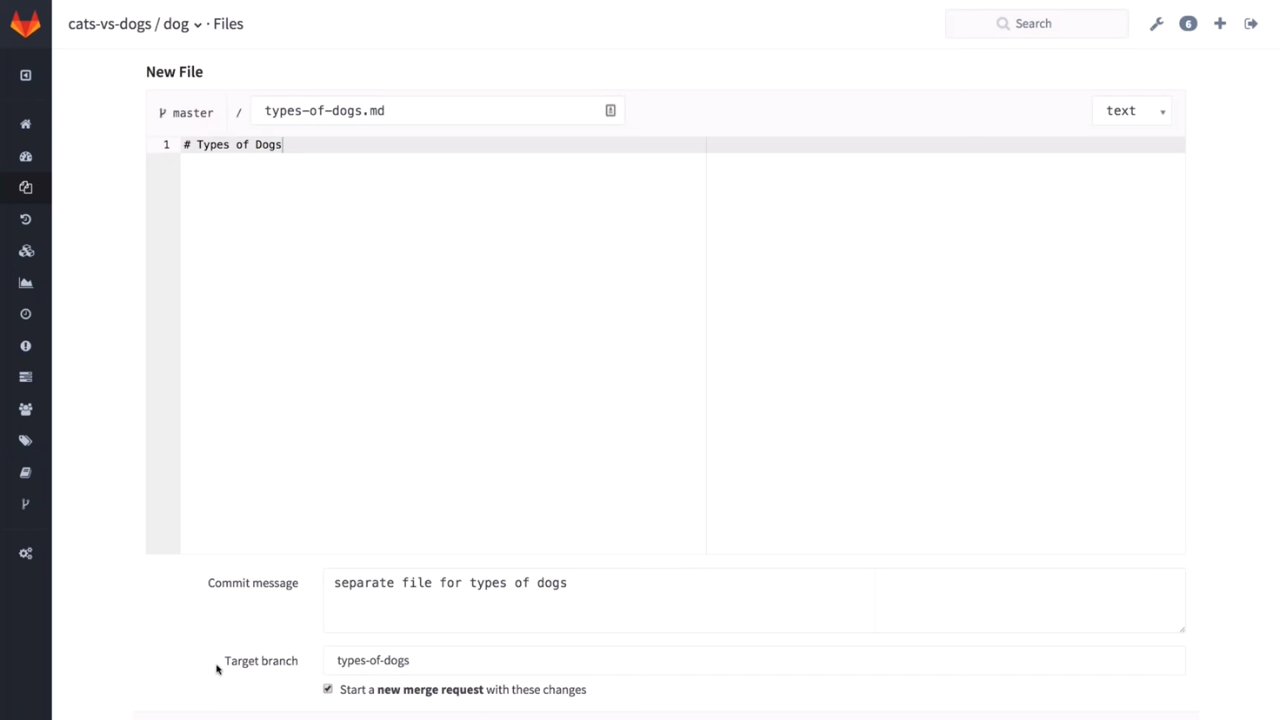 cats-vs-dogs / dog · Files
Search
6
New File
master / types-of-dogs.md
text
1 # Types of Dogs
Commit message
separate file for types of dogs
Target branch
types-of-dogs
Start a new merge request with these changes